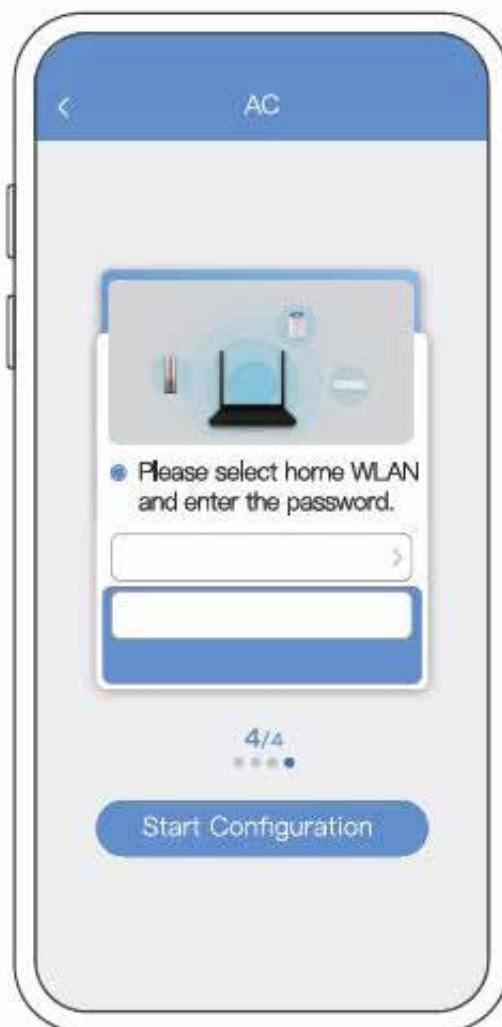 AC
Please select home WLAN
and enter the password.
4/4
Start Configuration